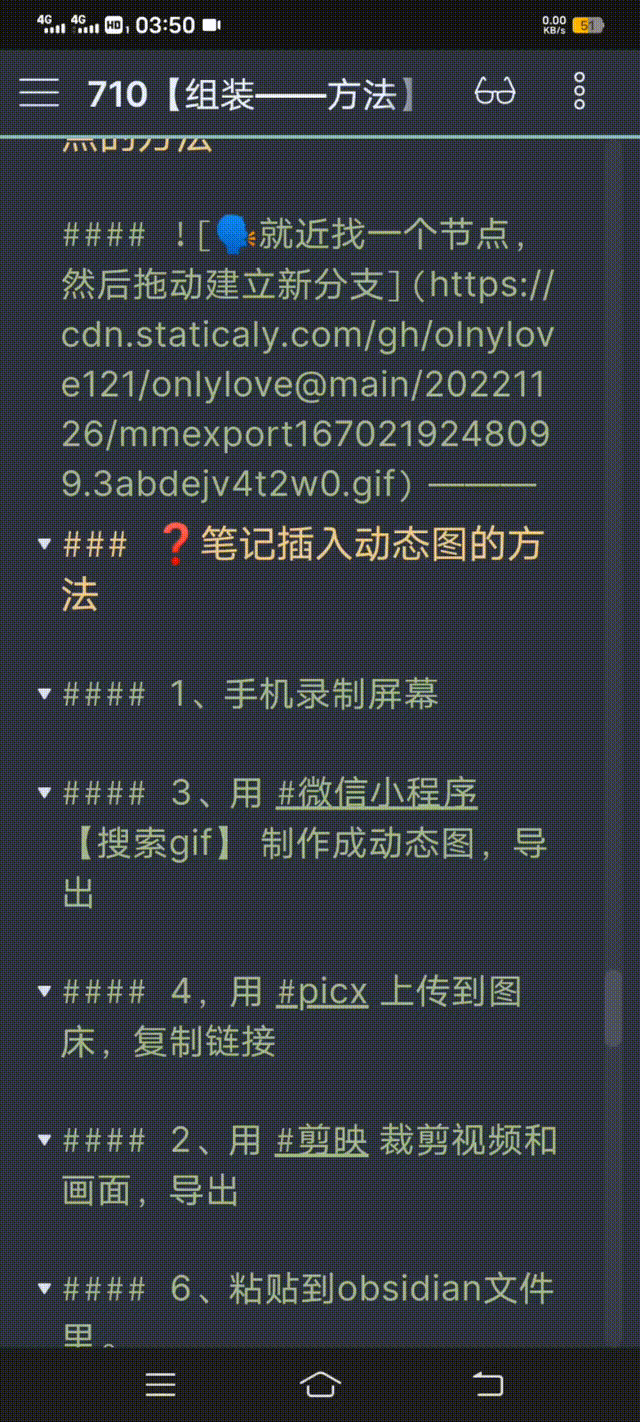 4G 4G HD 03:50 0.00 KB/s 51
710【组装——方法】
点的方法
#### ![🗣️就近找一个节点，
然后拖动建立新分支](https://
cdn.staticaly.com/gh/olnylov
e121/onlylove@main/202211
26/mmexport167021924809
9.3abdejv4t2w0.gif) ———
### ❓笔记插入动态图的方
法
#### 1、手机录制屏幕
#### 3、用 #微信小程序
【搜索gif】 制作成动态图，导
出
#### 4，用 #picx 上传到图
床，复制链接
#### 2、用 #剪映 裁剪视频和
画面，导出
#### 6、粘贴到obsidian文件
里。